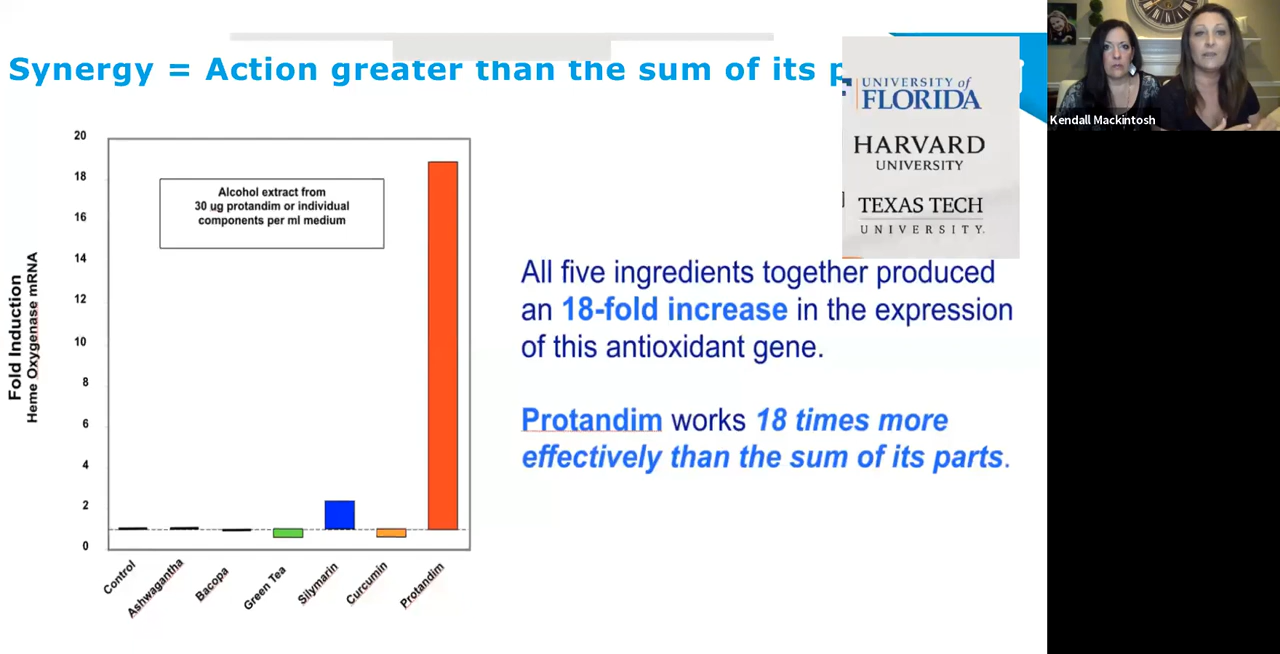 Synergy = Action greater than the sum of its
UNIVERSITY of
FLORIDA
HARVARD
UNIVERSITY
TEXAS TECH
UNIVERSITY.
Kendall Mackintosh
20
18
16
14
12
10
8
6
4
2
0
Fold Induction
Heme Oxygenase mRNA
Alcohol extract from
30 ug protandim or individual
components per ml medium
Control
Ashwagantha
Bacopa
Green Tea
Silymarin
Curcumin
Protandim
All five ingredients together produced
an 18-fold increase in the expression
of this antioxidant gene.
Protandim works 18 times more
effectively than the sum of its parts.